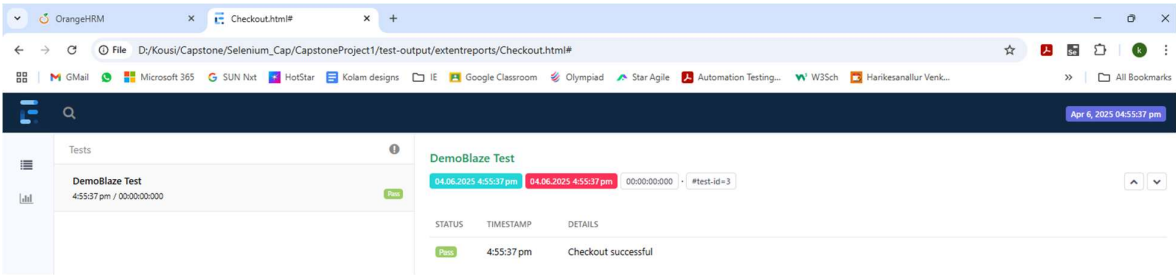 OrangeHRM
Checkout.html#
File D:/Kousi/Capstone/Selenium_Cap/CapstoneProject1/test-output/extentreports/Checkout.html#
GMail Microsoft 365 SUN Nxt HotStar Kolam designs IE Google Classroom Olympiad Star Agile Automation Testing... W3Sch Harikesanallur Venk... » All Bookmarks
Apr 6, 2025 04:55:37 pm
Tests
DemoBlaze Test
4:55:37 pm / 00:00:00:000
Pass
DemoBlaze Test
04.06.2025 4:55:37 pm 04.06.2025 4:55:37 pm 00:00:00:000 · #test-id=3
STATUS TIMESTAMP DETAILS
Pass 4:55:37 pm Checkout successful